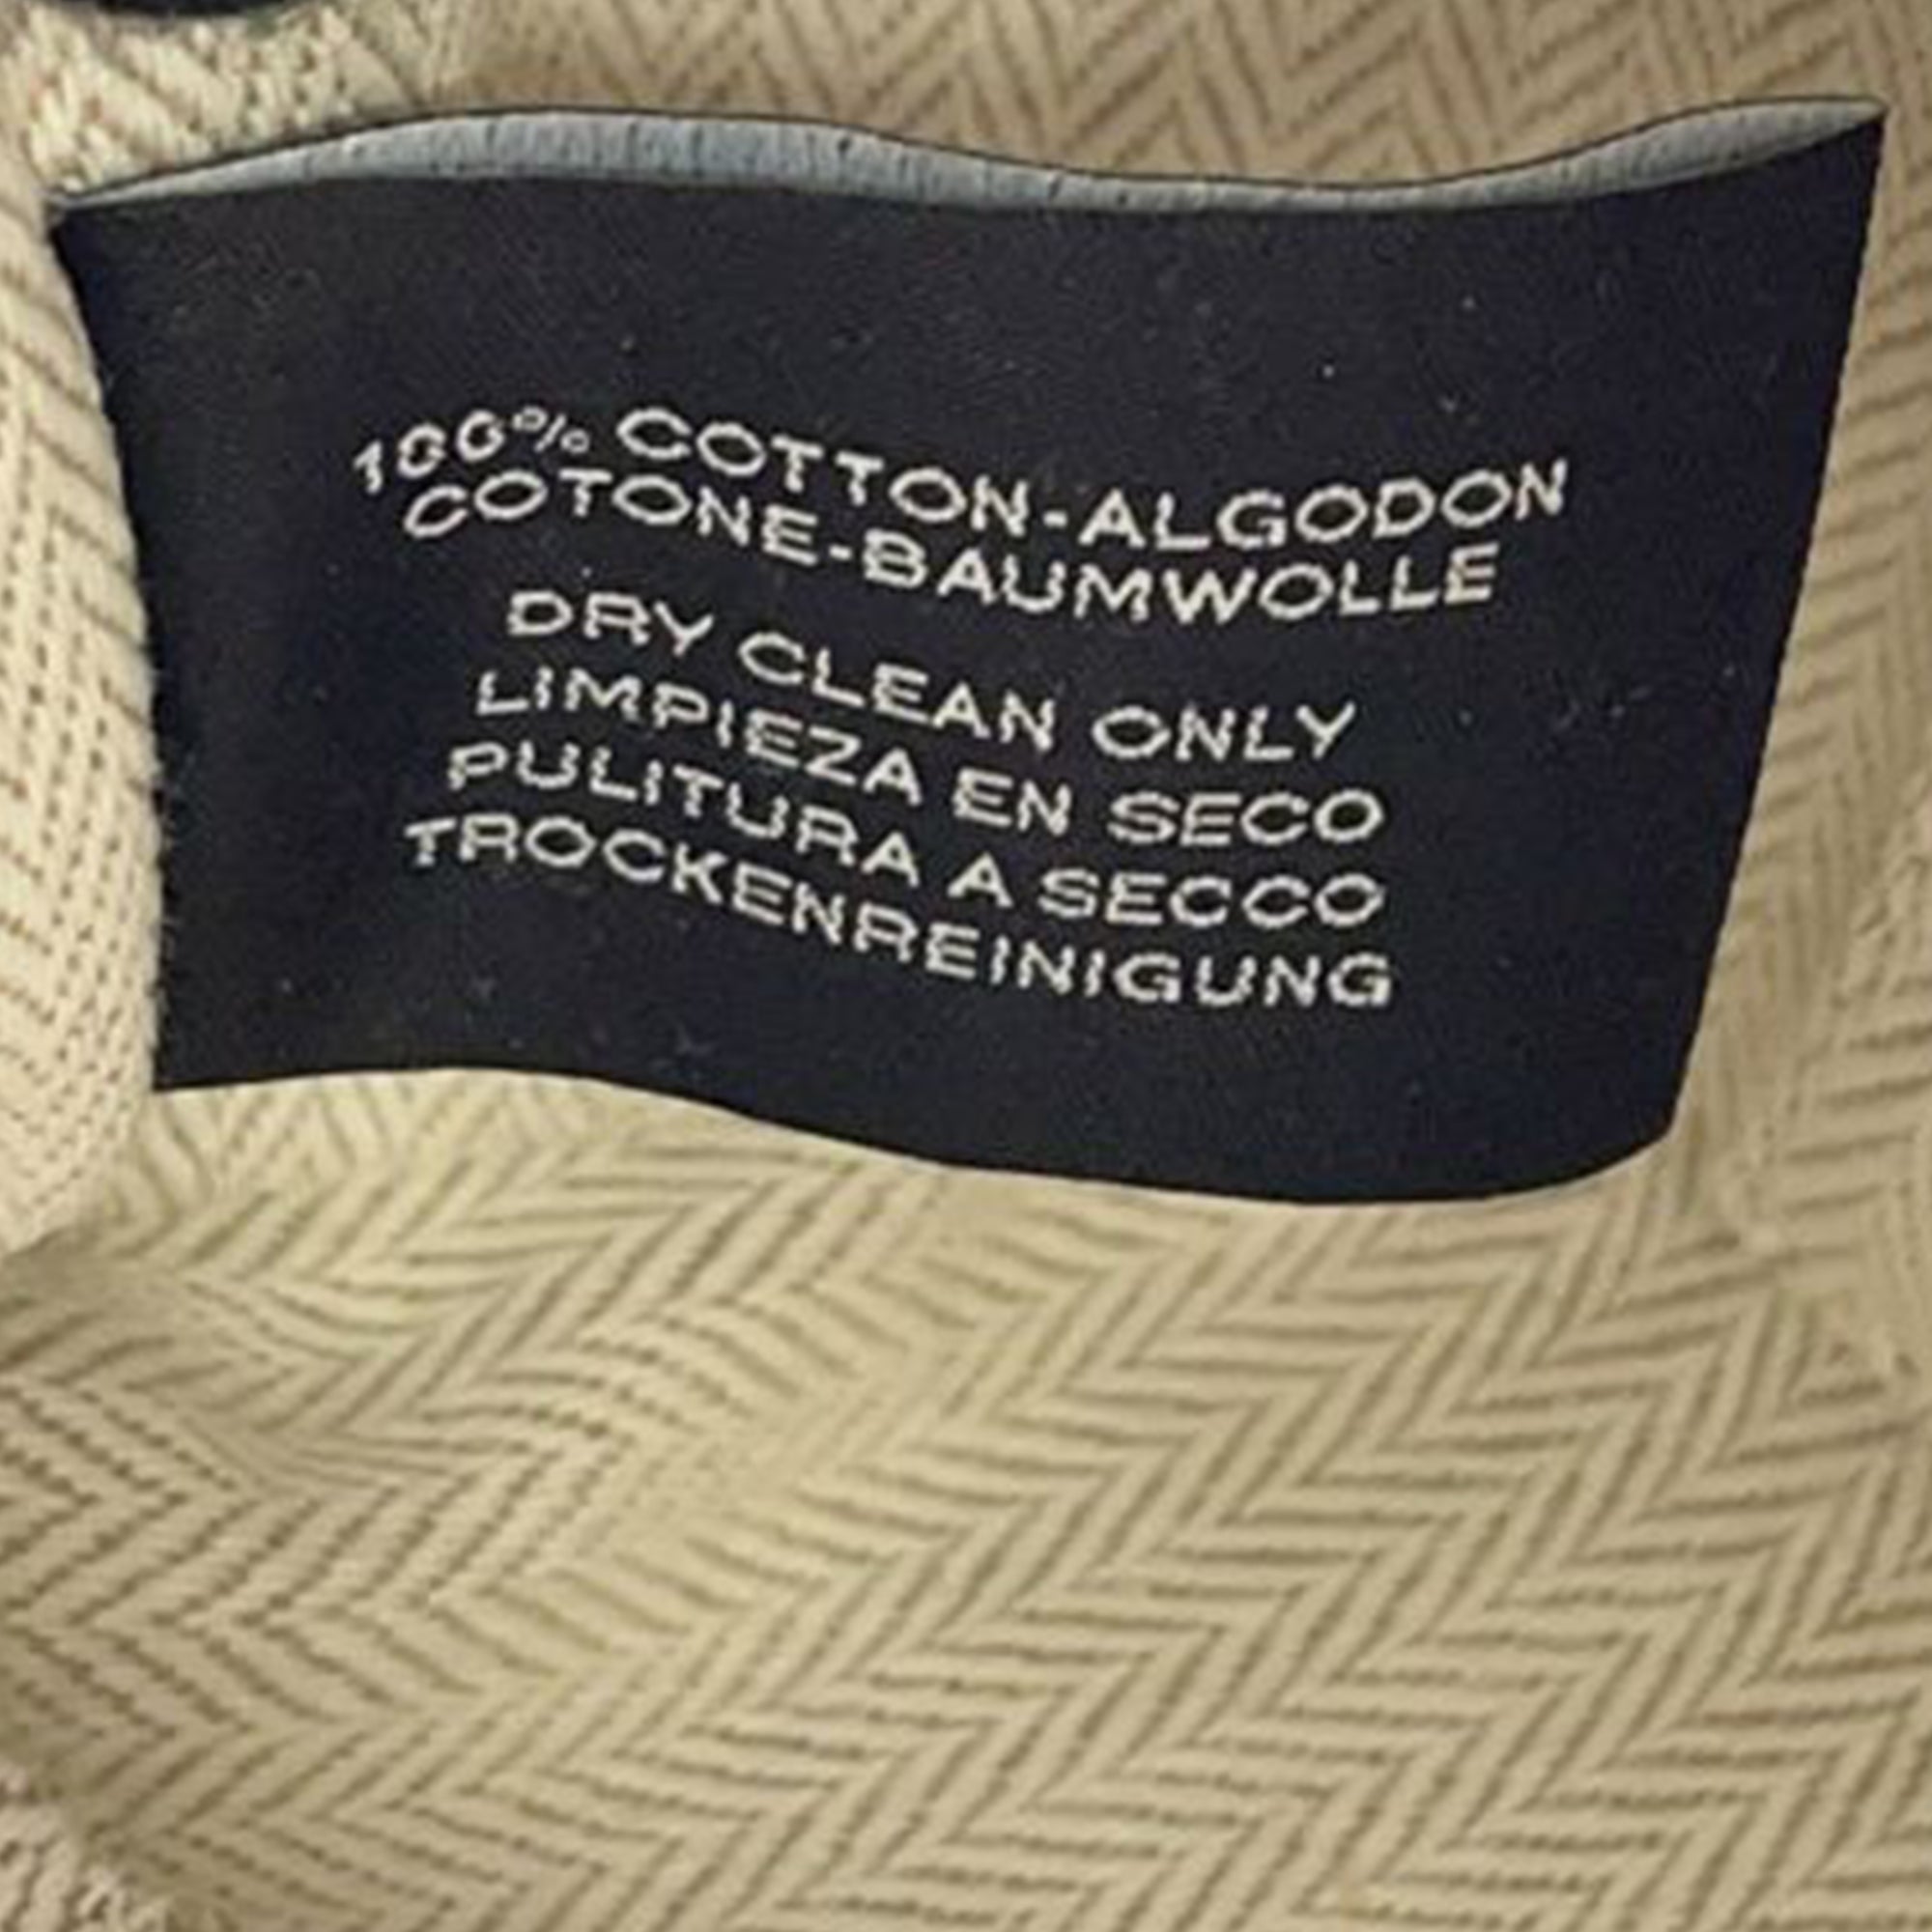 100% COTTON-ALGODON
COTONE-BAUMWOLLE
DRY CLEAN ONLY
LIMPIEZA EN SECO
PULITURA A SECCO
TROCKENREINIGUNG